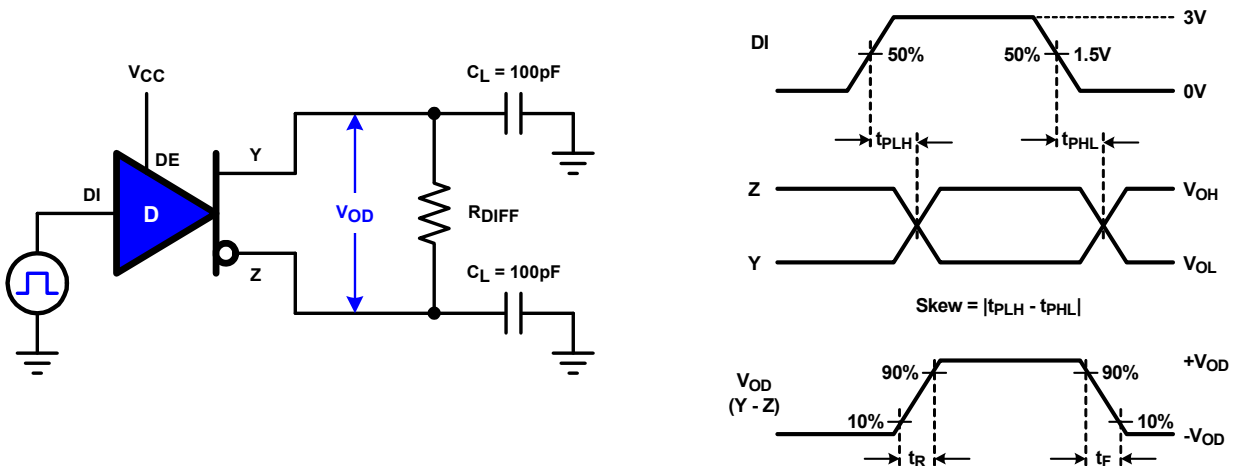 VCC
DE
DI
D
Y
Z
VOD
RDIFF
CL = 100pF
CL = 100pF
DI
3V
50%
50%
1.5V
0V
tPLH
tPHL
Z
VOH
Y
VOL
Skew = |tPLH - tPHL|
VOD
(Y - Z)
90%
90%
+VOD
10%
10%
-VOD
tR
tF